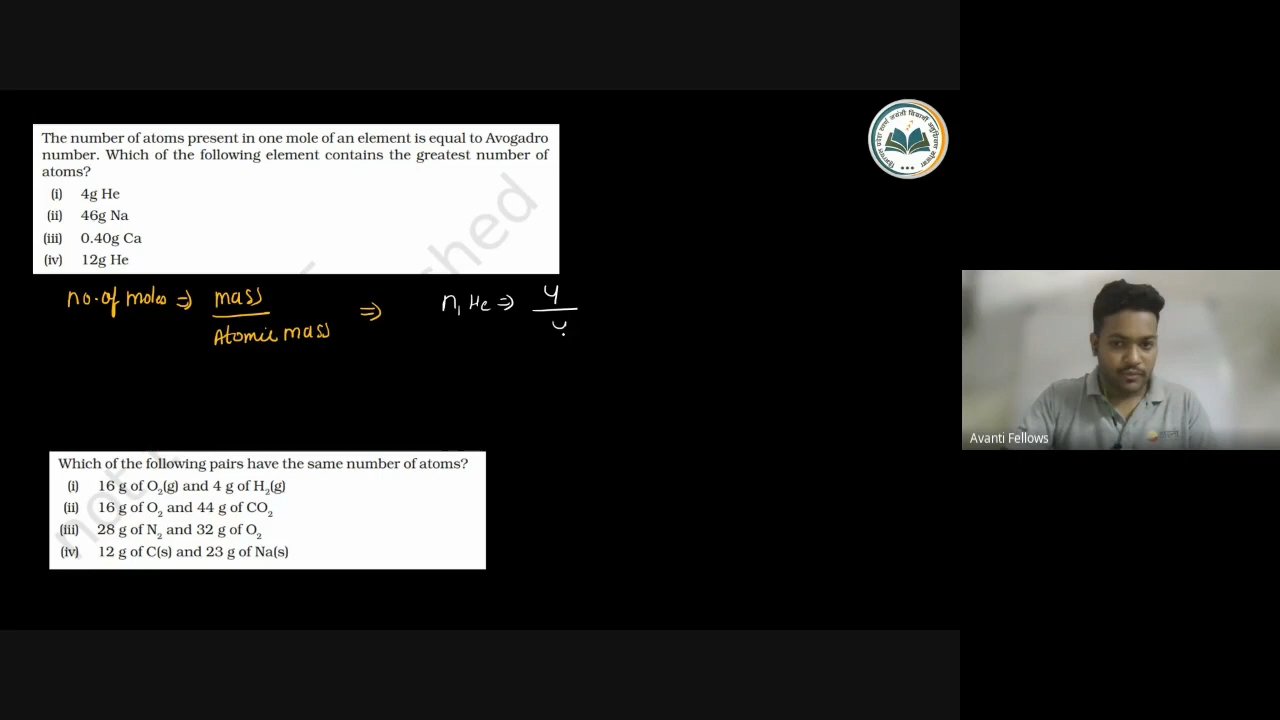 The number of atoms present in one mole of an element is equal to Avogadro
number. Which of the following element contains the greatest number of
atoms?
(i) 4g He
(ii) 46g Na
(iii) 0.40g Ca
(iv) 12g He
no. of moles ⇒ mass
Atomic mass
⇒ n, He ⇒ 4
4
Which of the following pairs have the same number of atoms?
(i) 16 g of O₂(g) and 4 g of H₂(g)
(ii) 16 g of O₂ and 44 g of CO₂
(iii) 28 g of N₂ and 32 g of O₂
(iv) 12 g of C(s) and 23 g of Na(s)
Avanti Fellows